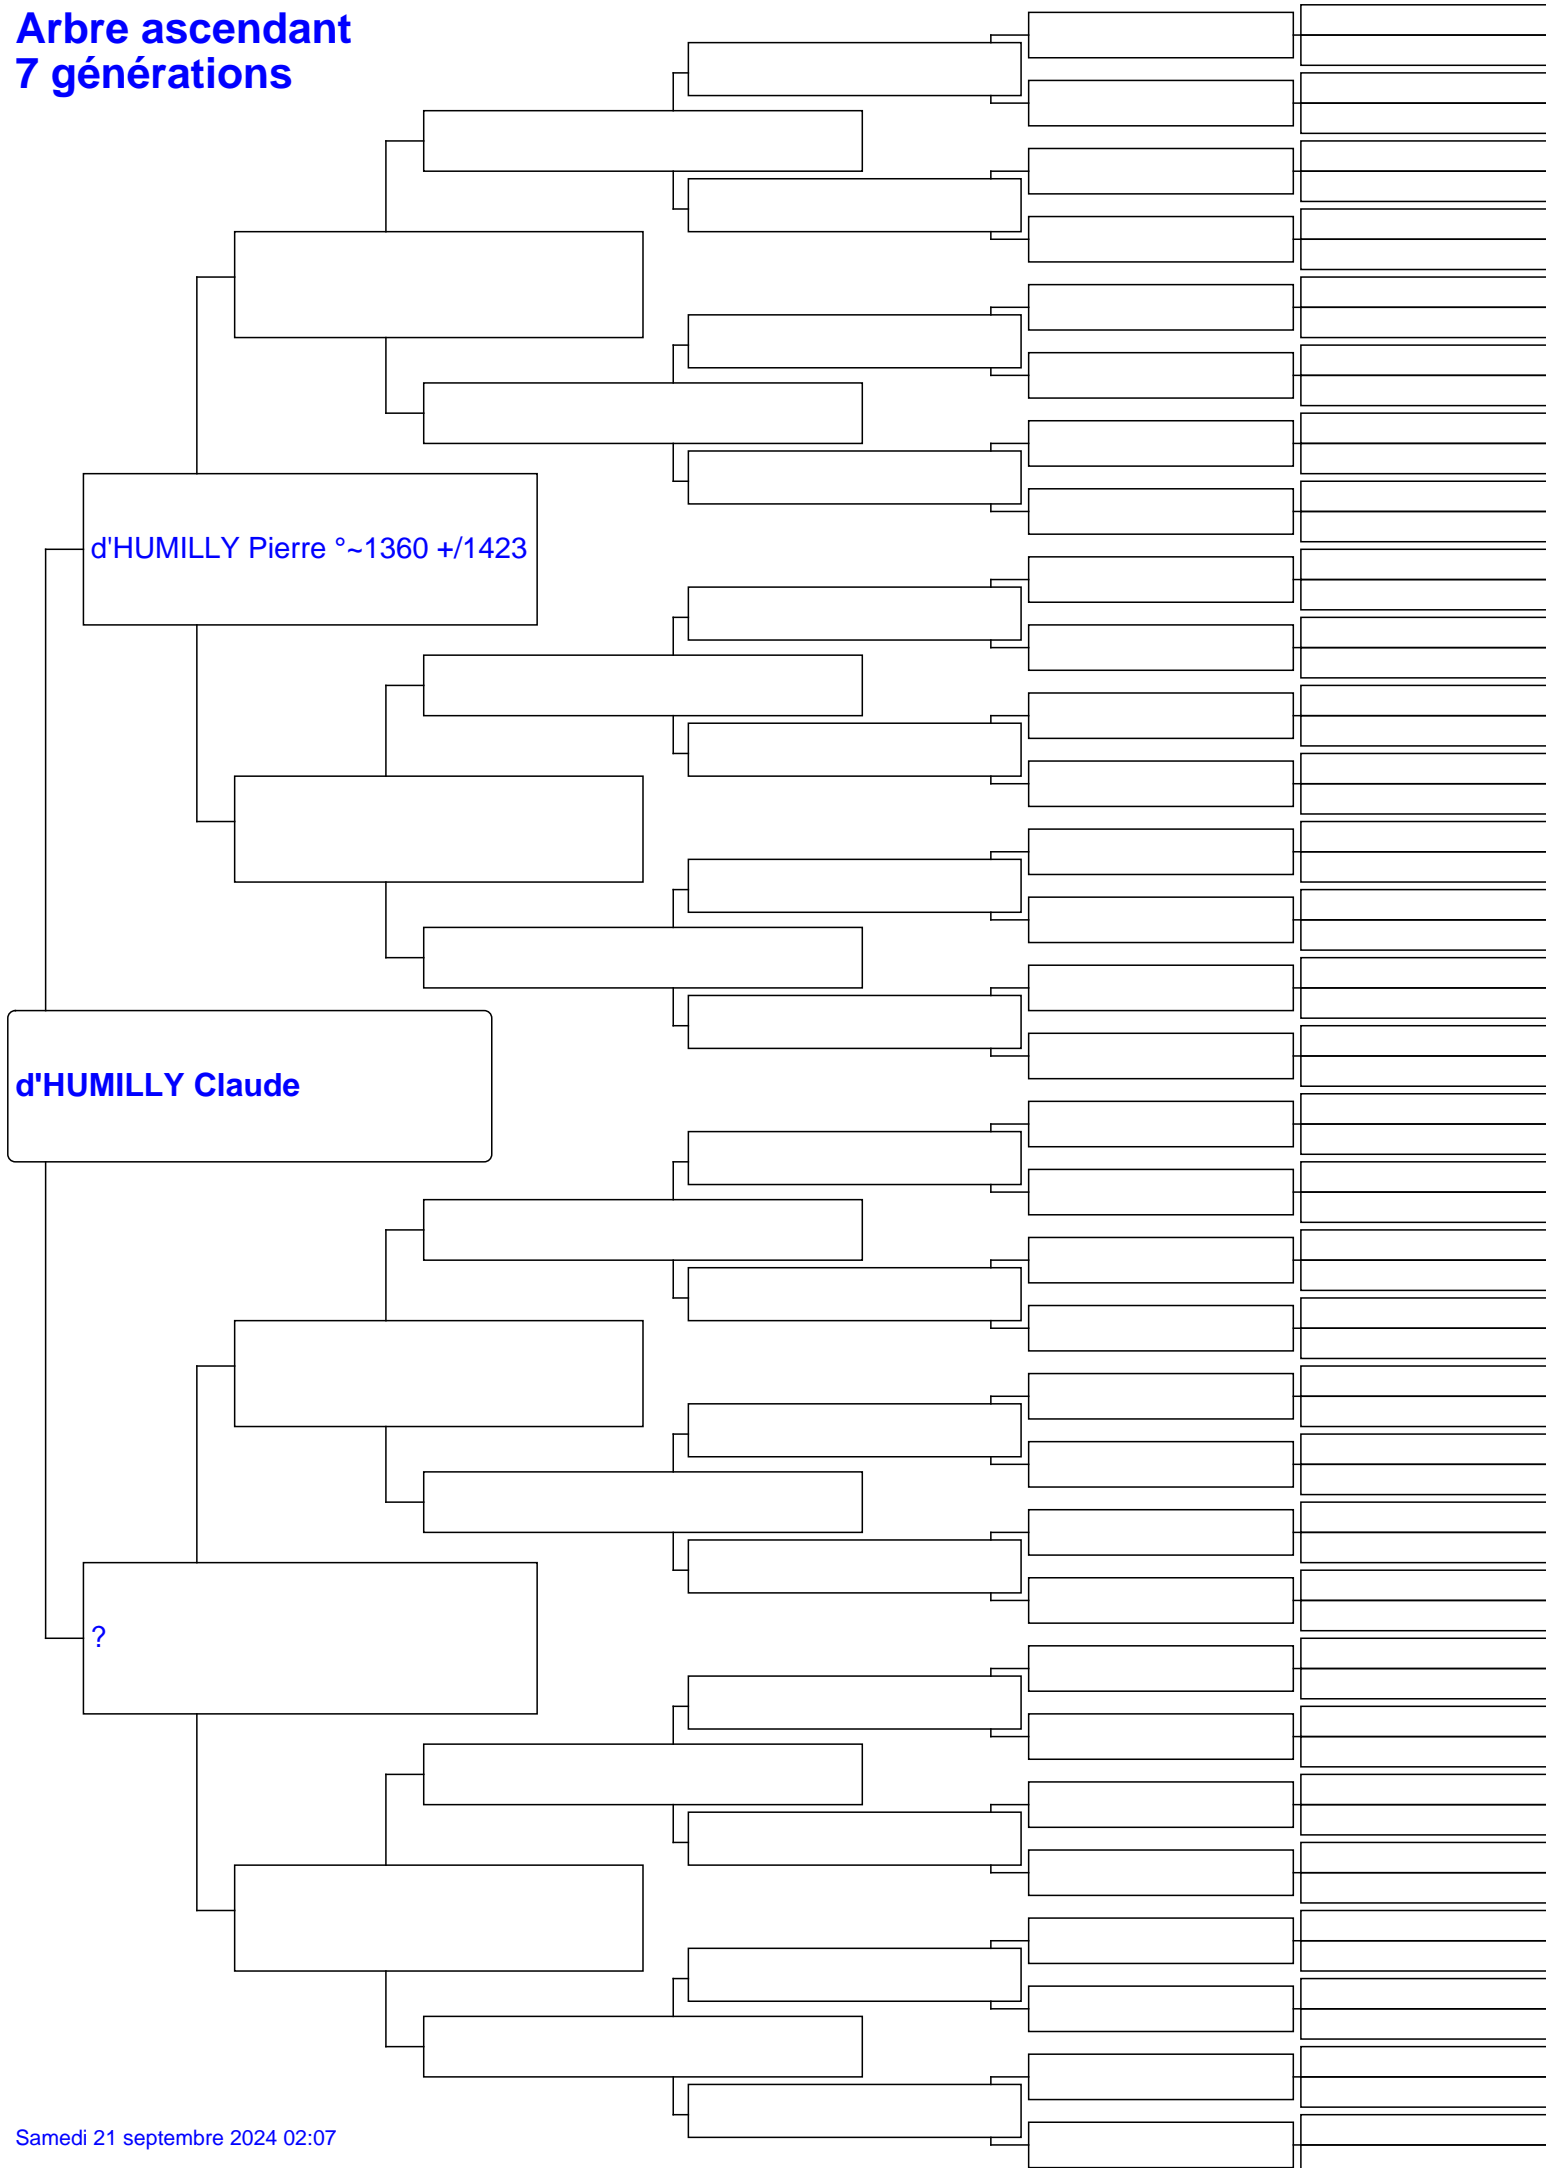 Arbre ascendant
7 générations
d'HUMILLY Pierre °~1360 +/1423
d'HUMILLY Claude
?
Samedi 21 septembre 2024 02:07